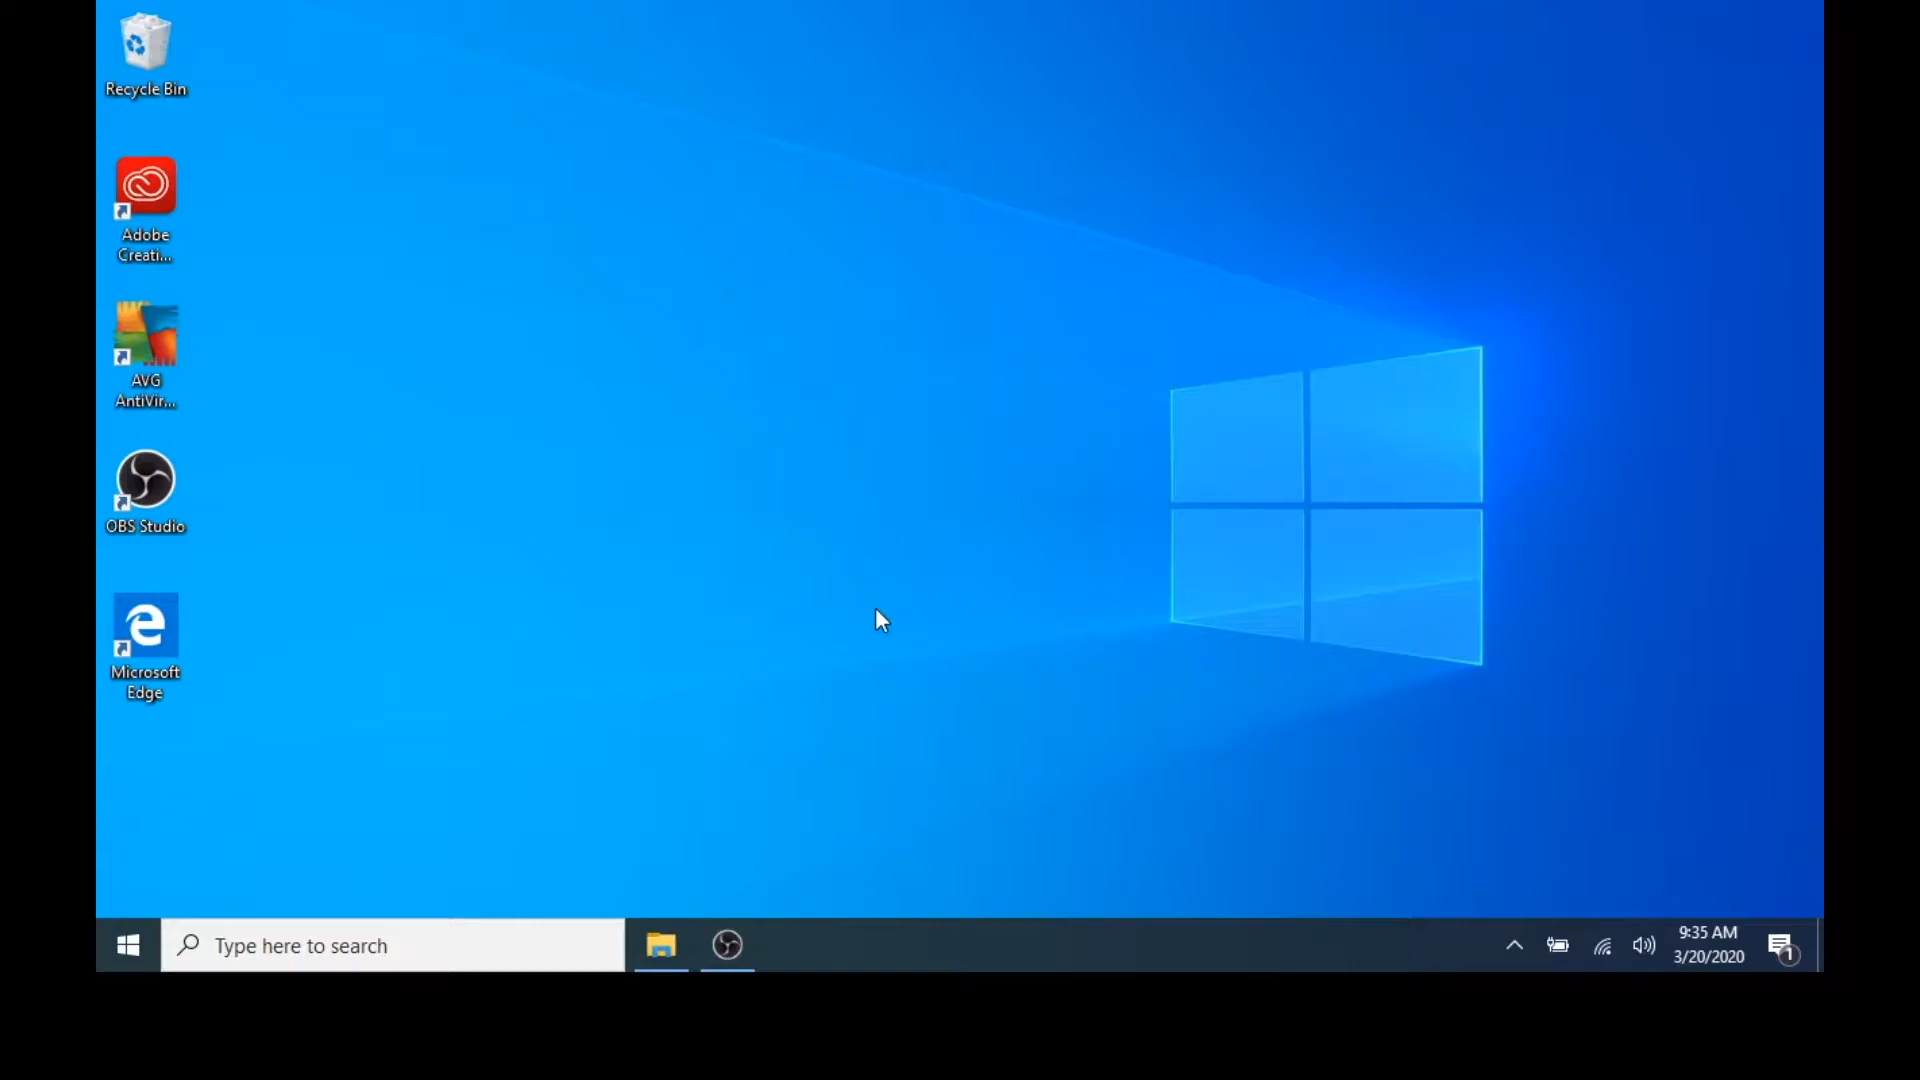 Recycle Bin
Adobe
Creati...
AVG
AntiVir...
OBS Studio
Microsoft
Edge
Type here to search
9:35 AM
3/20/2020
1